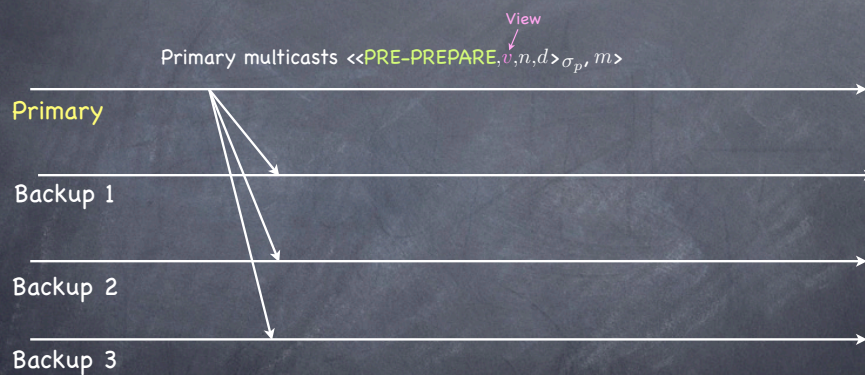 View
Primary multicasts <<PRE-PREPARE,v,n,d>σp, m>
Primary
Backup 1
Backup 2
Backup 3